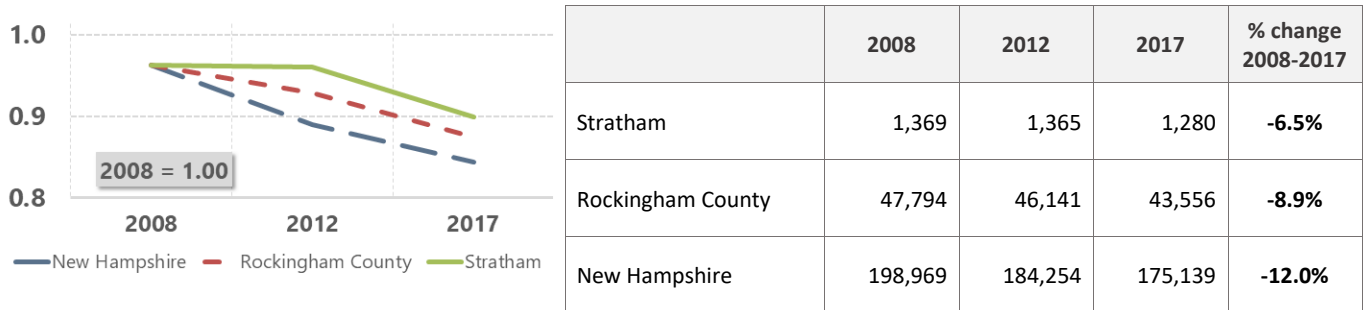 1.0
0.9
0.8
2008 = 1.00
2008 2012 2017
New Hampshire Rockingham County Stratham
2008 2012 2017 % change
2008-2017
Stratham 1,369 1,365 1,280 -6.5%
Rockingham County 47,794 46,141 43,556 -8.9%
New Hampshire 198,969 184,254 175,139 -12.0%